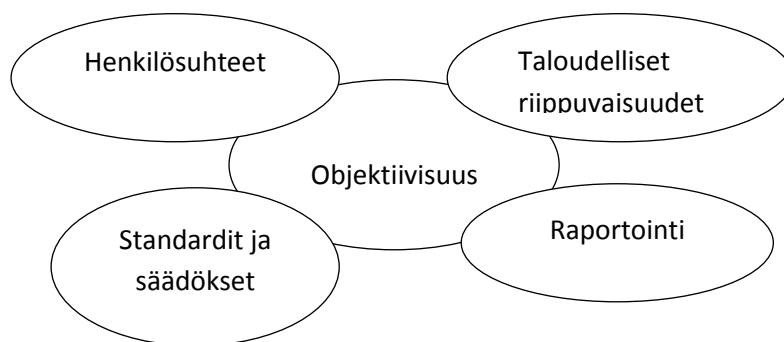 Henkilösuhteet
Taloudelliset
riippuvaisuudet
Objektiivisuus
Standardit ja
säädökset
Raportointi